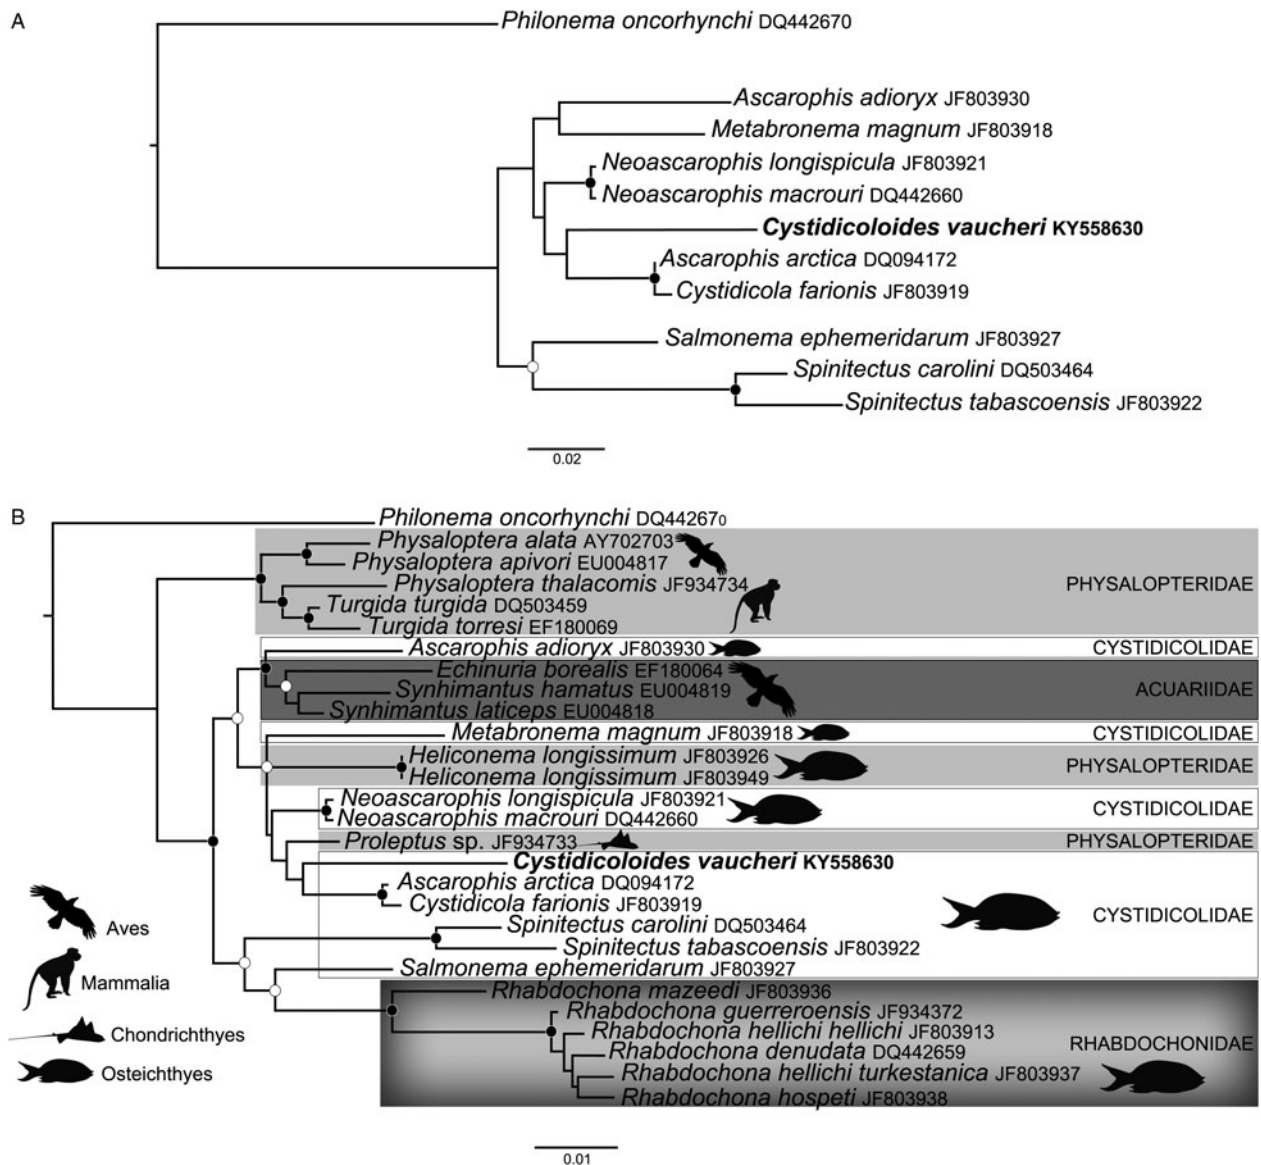 A
Philonema oncorhynchi DQ442670
Ascarophis adioryx JF803930
Metabronema magnum JF803918
Neoascarophis longispicula JF803921
Neoascarophis macrouri DQ442660
Cystidicoloides vaucheri KY558630
Ascarophis arctica DQ094172
Cystidicola farionis JF803919
Salmonema ephemeridarum JF803927
Spinitectus carolini DQ503464
Spinitectus tabascoensis JF803922
0.02
B
Philonema oncorhynchi DQ442670
Physaloptera alata AY702703
Physaloptera apivori EU004817
Physaloptera thalacomis JF934734
PHYSALOPTERIDAE
Turgida turgida DQ503459
Turgida torresi EF180069
Ascarophis adioryx JF803930 CYSTIDICOLIDAE
Echinuria borealis EF180064
Synhimantus hamatus EU004819 ACUARIIDAE
Synhimantus laticeps EU004818
Metabronema magnum JF803918 CYSTIDICOLIDAE
Heliconema longissimum JF803926
PHYSALOPTERIDAE
Heliconema longissimum JF803949
Neoascarophis longispicula JF803921
CYSTIDICOLIDAE
Neoascarophis macrouri DQ442660
Proleptus sp. JF934733 PHYSALOPTERIDAE
Cystidicoloides vaucheri KY558630
Ascarophis arctica DQ094172
Cystidicola farionis JF803919
CYSTIDICOLIDAE
Spinitectus carolini DQ503464
Spinitectus tabascoensis JF803922
Salmonema ephemeridarum JF803927
Rhabdochona mazeedi JF803936
Rhabdochona guerreroensis JF934372
Rhabdochona hellichi hellichi JF803913
RHABDOCHONIDAE
Rhabdochona denudata DQ442659
Rhabdochona hellichi turkestanica JF803937
Rhabdochona hospeti JF803938
Aves
Mammalia
Chondrichthyes
Osteichthyes
0.01